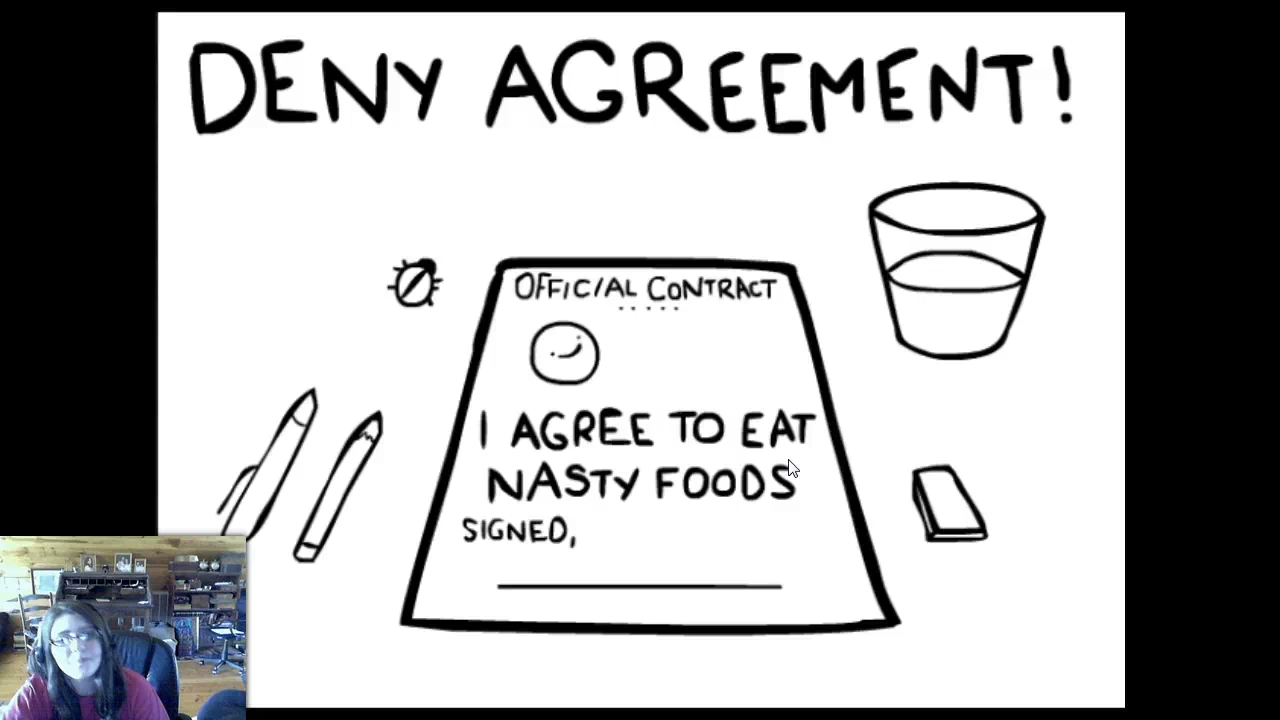 DENY AGREEMENT!
OFFICIAL CONTRACT
I AGREE TO EAT
NASTY FOODS
SIGNED,